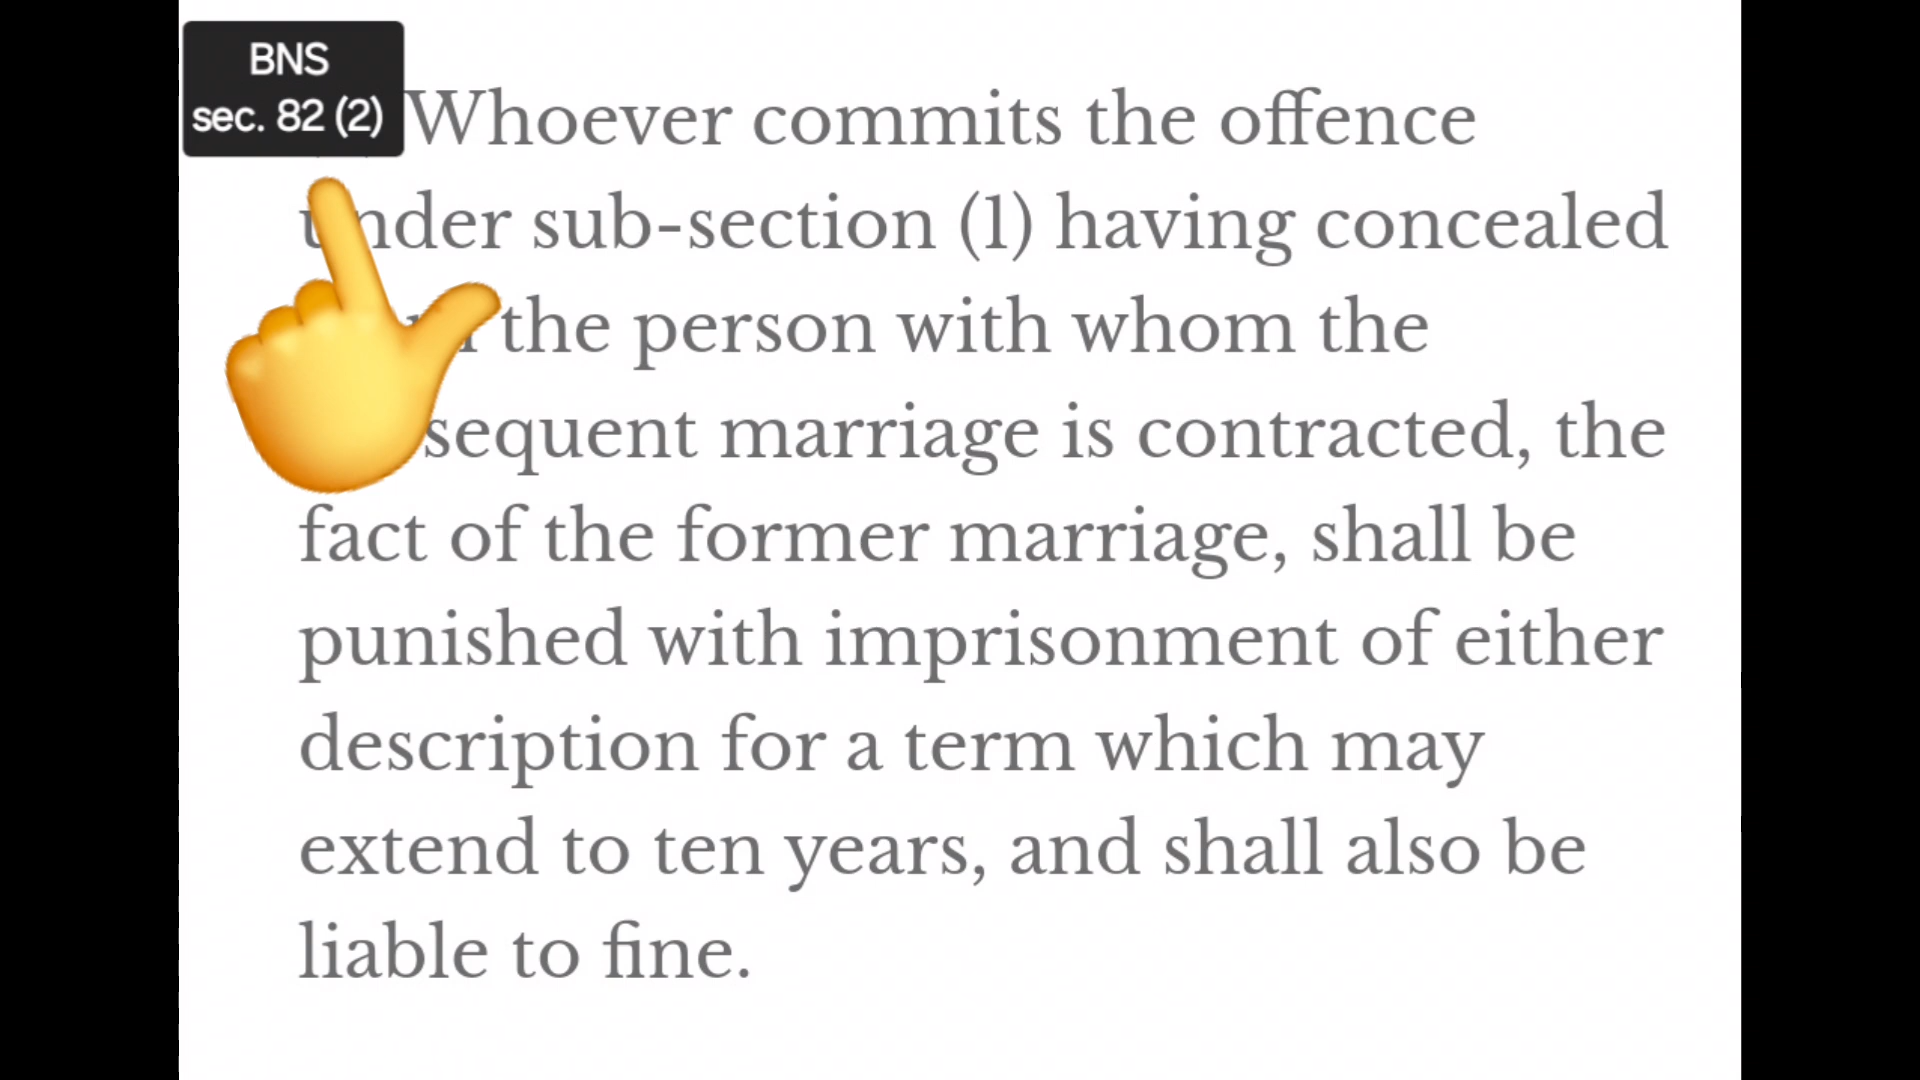 BNS
sec. 82 (2)
Whoever commits the offence
under sub-section (1) having concealed
the person with whom the
sequent marriage is contracted, the
fact of the former marriage, shall be
punished with imprisonment of either
description for a term which may
extend to ten years, and shall also be
liable to fine.